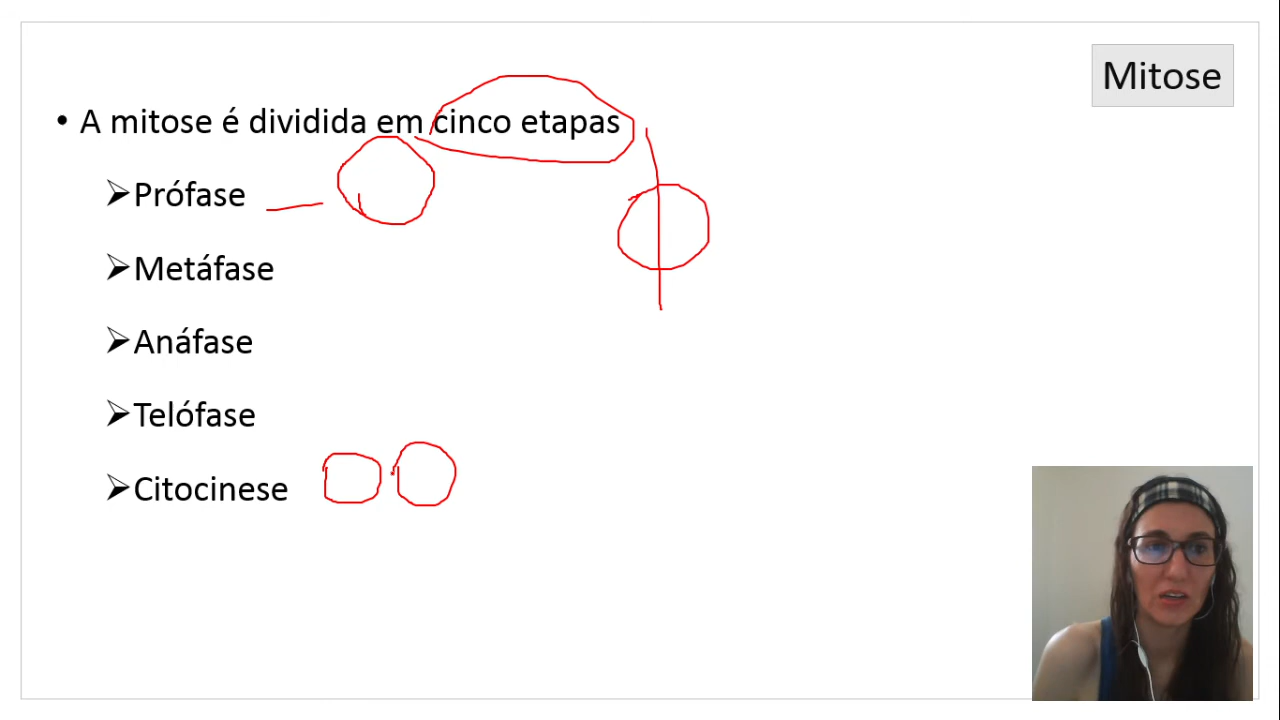 Mitose
• A mitose é dividida em cinco etapas
➢Prófase
➢Metáfase
➢Anáfase
➢Telófase
➢Citocinese